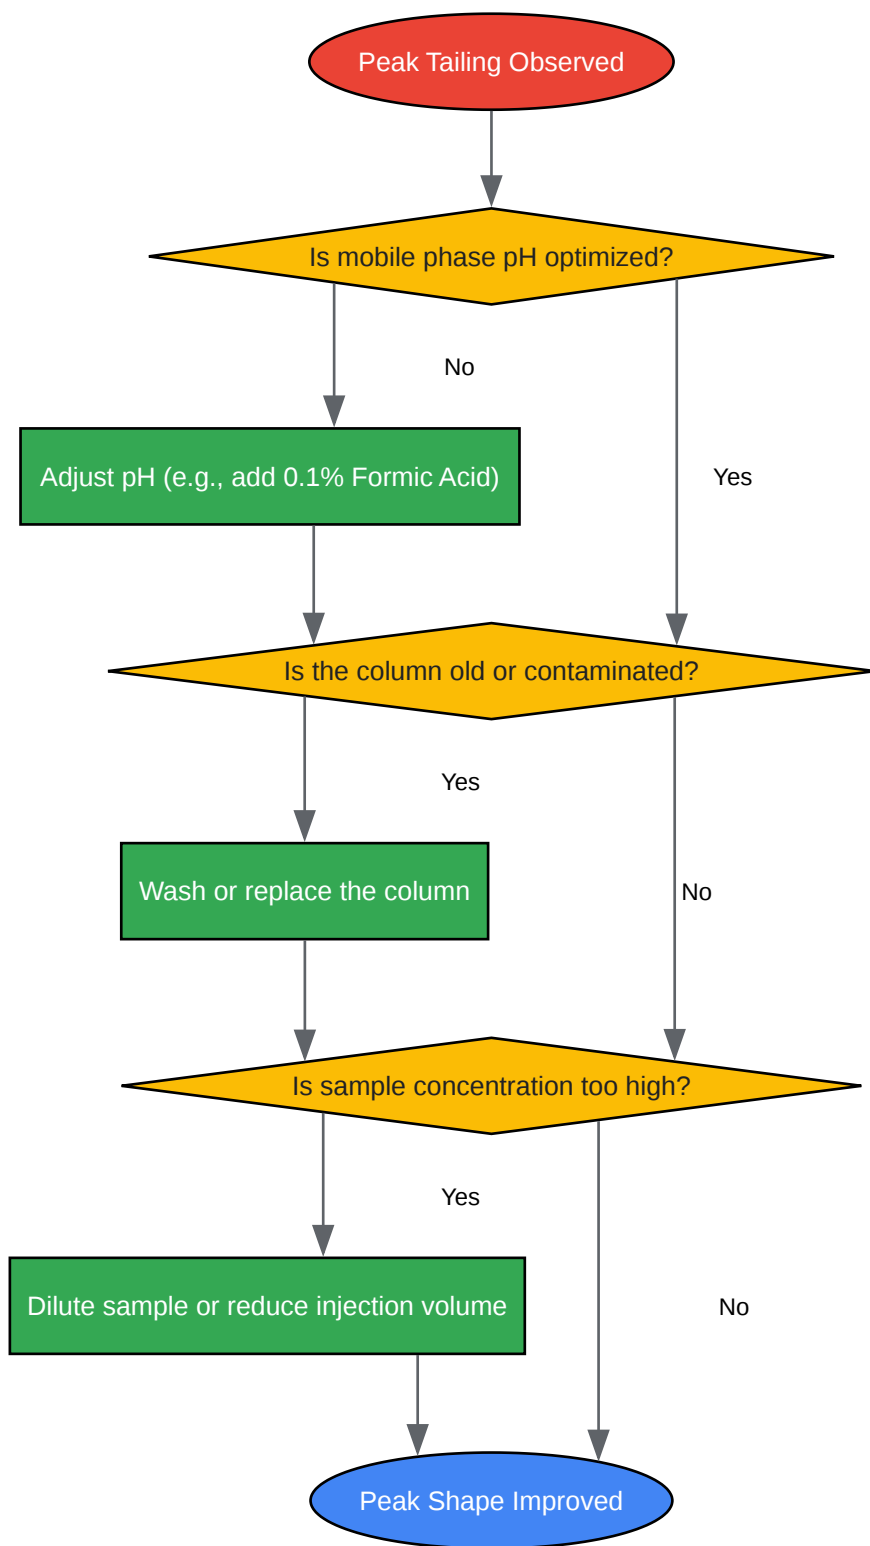 Peak Tailing Observed
Is mobile phase pH optimized?
No
Adjust pH (e.g., add 0.1% Formic Acid)
Yes
Is the column old or contaminated?
Yes
Wash or replace the column
No
Is sample concentration too high?
Yes
Dilute sample or reduce injection volume
No
Peak Shape Improved